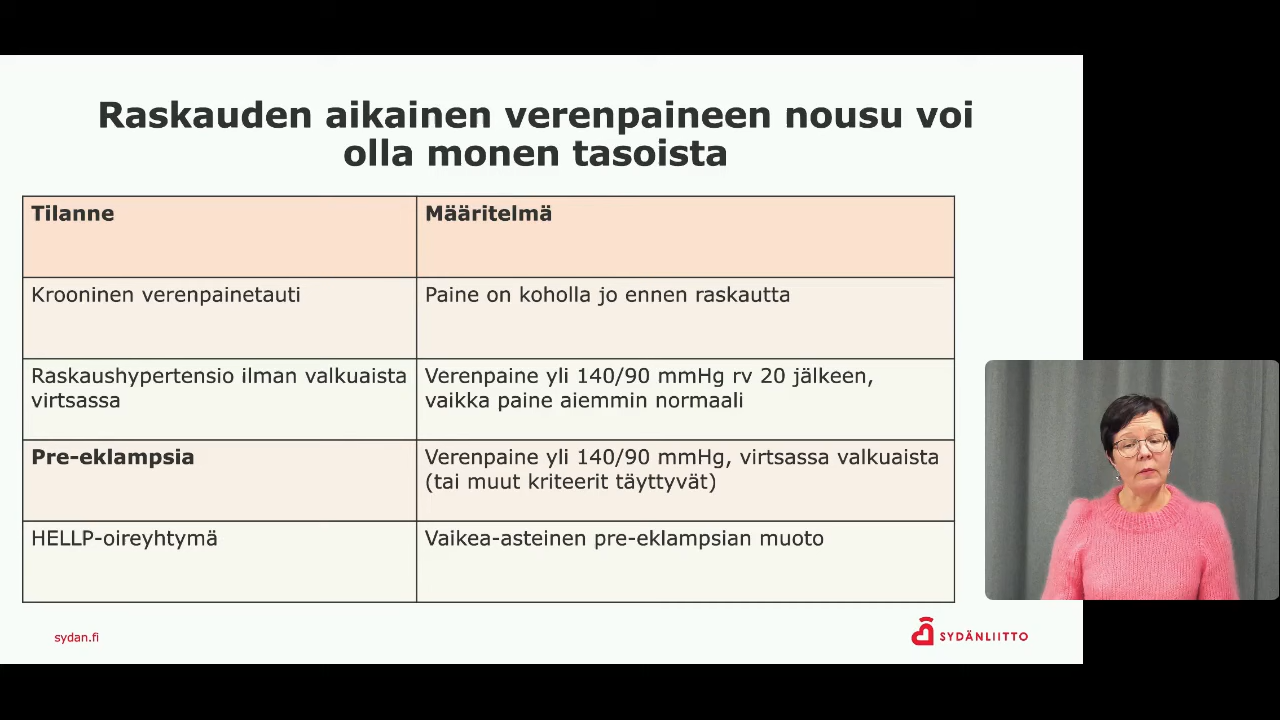 Raskauden aikainen verenpaineen nousu voi
olla monen tasoista
Tilanne
Määritelmä
Krooninen verenpainetauti
Paine on koholla jo ennen raskautta
Raskaushypertensio ilman valkuaista
virtsassa
Verenpaine yli 140/90 mmHg rv 20 jälkeen,
vaikka paine aiemmin normaali
Pre-eklampsia
Verenpaine yli 140/90 mmHg, virtsassa valkuaista
(tai muut kriteerit täyttyvät)
HELLP-oireyhtymä
Vaikea-asteinen pre-eklampsian muoto
sydan.fi
SYDÄNLIITTO